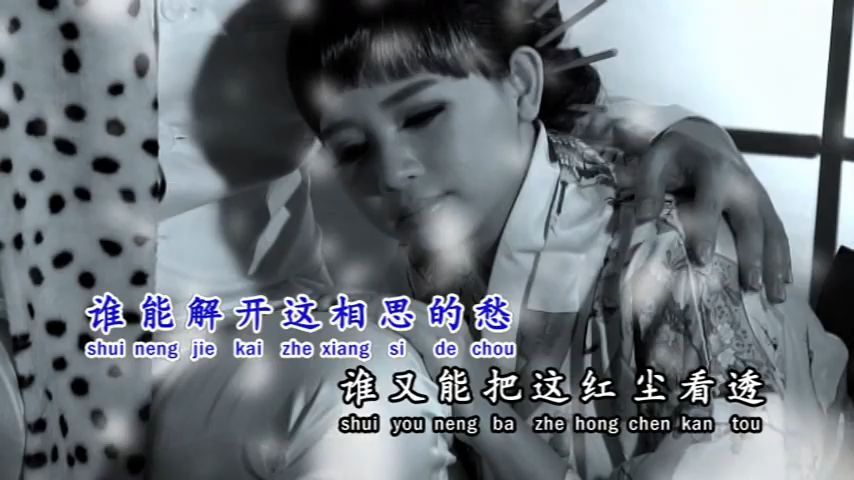 谁能解开这相思的愁
shui neng jie kai zhe xiang si de chou
谁又能把这红尘看透
shui you neng ba zhe hong chen kan tou